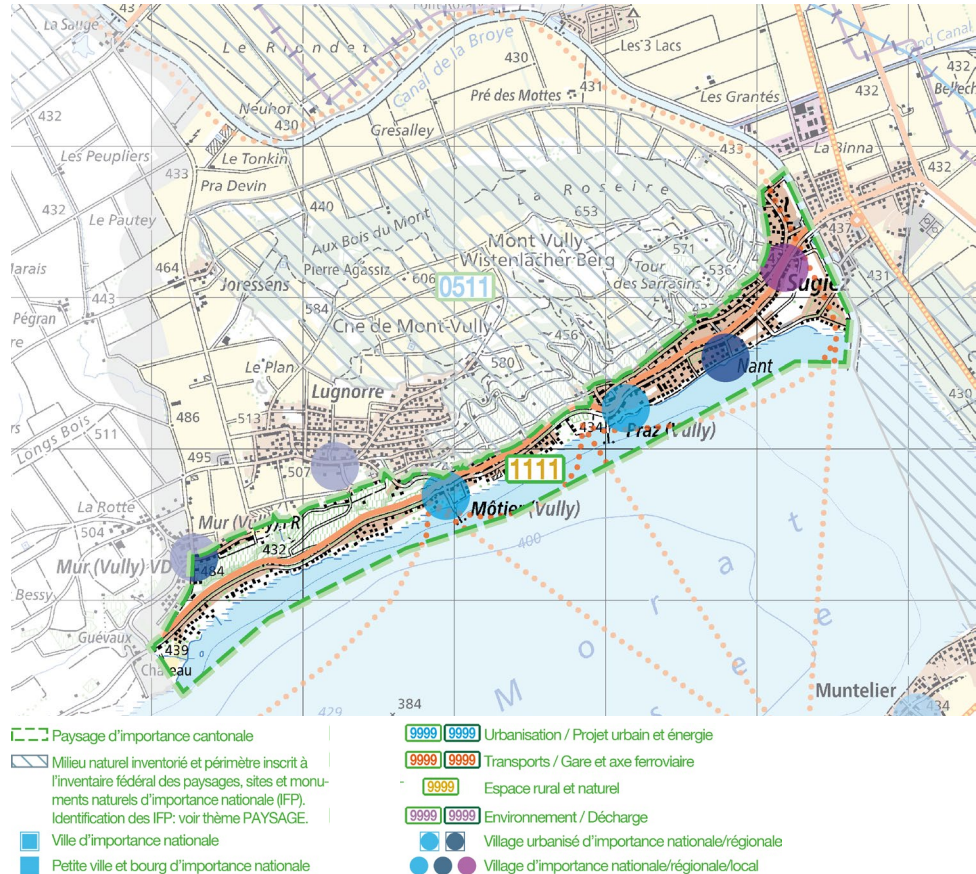 La Sauge
Le Riondet
Canal de la Broye
Les 3 Lacs
430
431
Pré des Mottes
Les Grantés
432
432
432
Neuhof
430
Gresalley
433
La Binna
Les Peupliers
433
Le Tonkin
432
Pra Devin
La Roseire
440
653
Le Pautey
Aux Bois du Mont
Mont Vully
Wistenlacher Berg
571
437
464
Pierre Agassiz
606
Tour
des Sarrasins
536
431
Joressens
0511
Sugiez
443
584
Pégran
Cne de Mont-Vully
456
580
Nant
Le Plan
Lugnorre
486
513
434
Praz (Vully)
Longs Bois
511
495
507
1111
La Rotte
504
Môtier (Vully)
Mur (Vully) FR
432
400
Mur (Vully) VD
484
Bessy
Guévaux
439
Château
Morat
see
Muntelier
434
429
384
Paysage d'importance cantonale
Milieu naturel inventorié et périmètre inscrit à
l'inventaire fédéral des paysages, sites et monu-
ments naturels d'importance nationale (IFP).
Identification des IFP: voir thème PAYSAGE.
Ville d'importance nationale
Petite ville et bourg d'importance nationale
9999 9999 Urbanisation / Projet urbain et énergie
9999 9999 Transports / Gare et axe ferroviaire
9999 Espace rural et naturel
9999 9999 Environnement / Décharge
Village urbanisé d'importance nationale/régionale
Village d'importance nationale/régionale/local